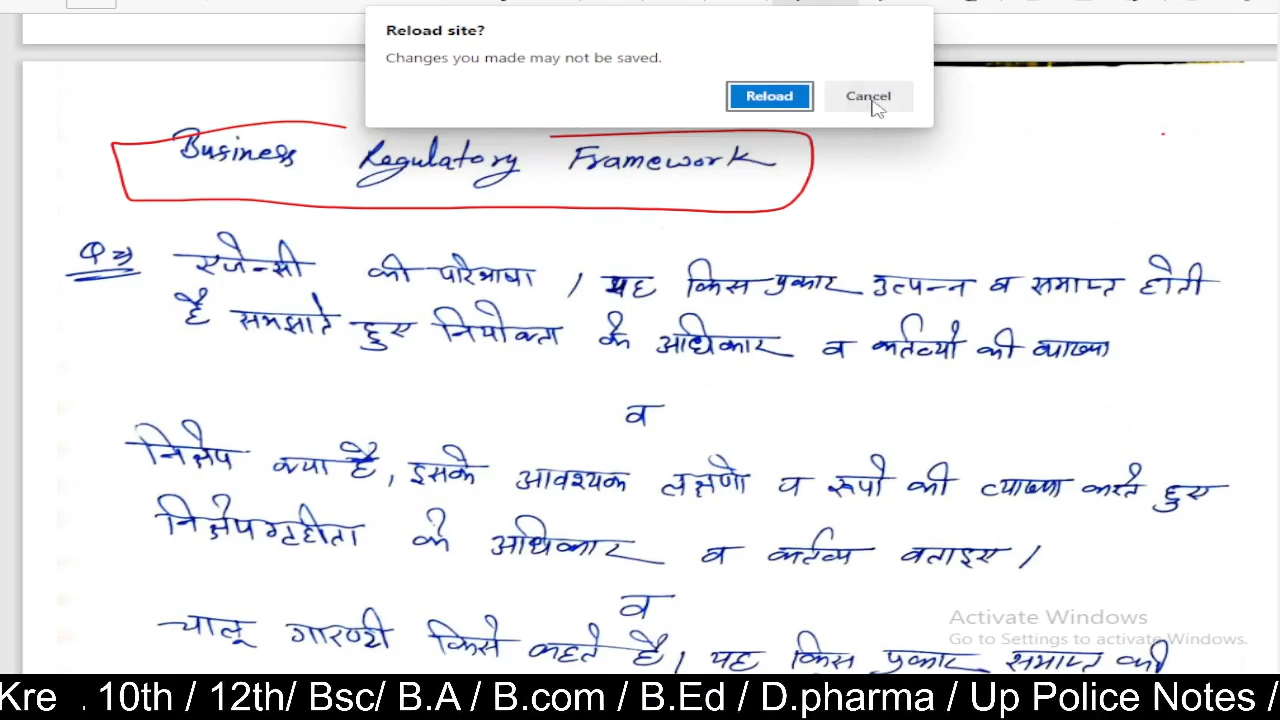 Reload site?
Changes you made may not be saved.
Reload
Cancel
Business Regulatory Framework
Q⇒ एजेन्सी की परिभाषा / यह किस प्रकार उत्पन्न व समाप्त होती
है समझाते हुए नियोक्ता के अधिकार व कर्तव्यो की व्याख्या
व
निक्षेप क्या है, इसके आवश्यक लक्षणो व रूपो की व्याख्या करते हुए
निक्षेपगृहीता के अधिकार व कर्तव्य बताइए /
व
चालू गारण्टी किसे कहते है, यह किस प्रकार समाप्त की
Activate Windows
Go to Settings to activate Windows.
Kre . 10th / 12th/ Bsc/ B.A / B.com / B.Ed / D.pharma / Up Police Notes /